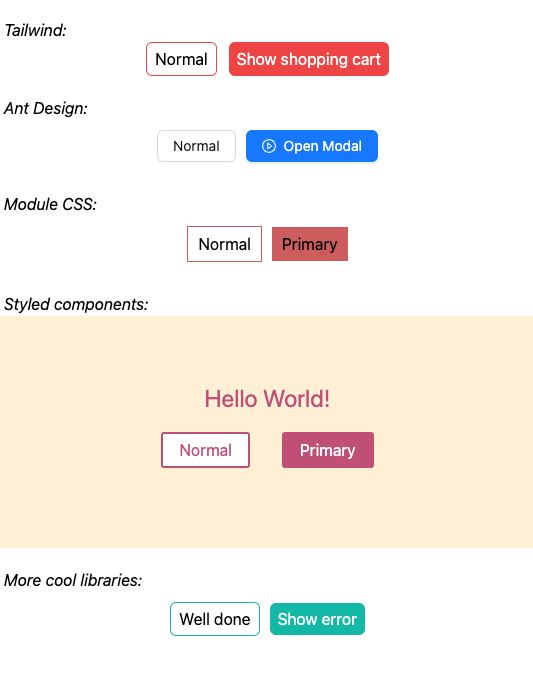 Tailwind:
Normal Show shopping cart
Ant Design:
Normal Open Modal
Module CSS:
Normal Primary
Styled components:
Hello World!
Normal Primary
More cool libraries:
Well done Show error